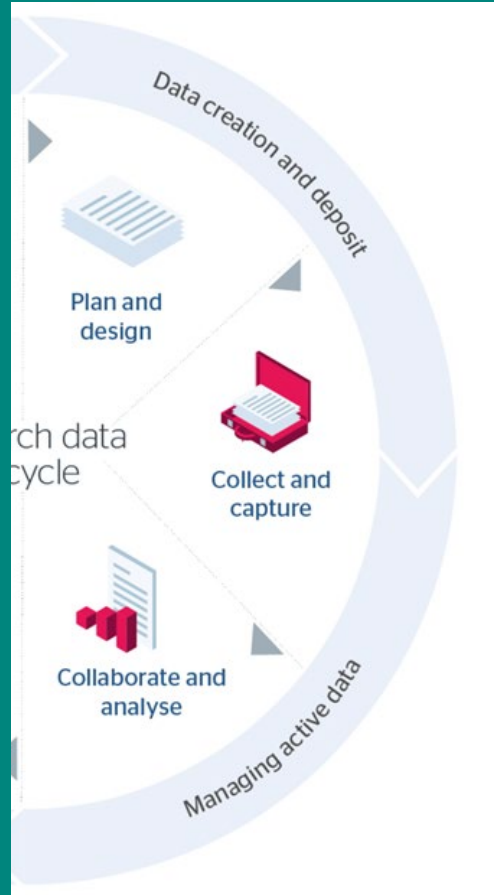 Data creation and deposit
Plan and
design
rch data
cycle
Collect and
capture
Collaborate and
analyse
Managing active data